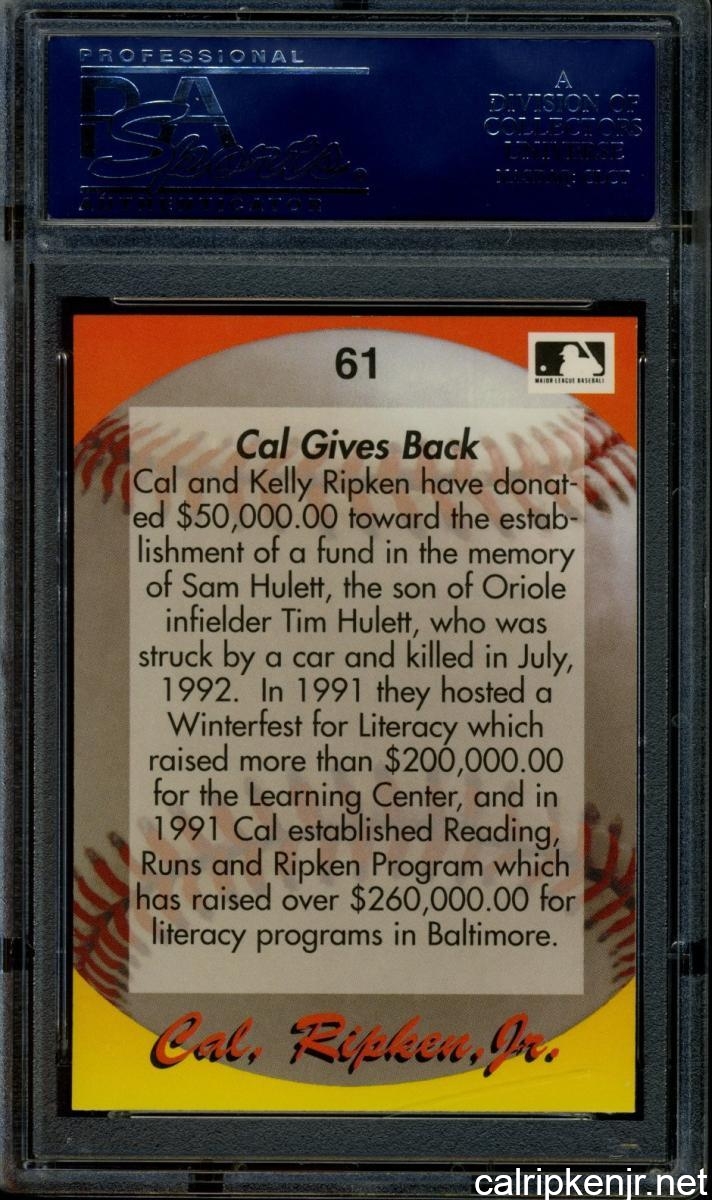 PROFESSIONAL
PSA
Sports
AUTHENTICATOR
A
DIVISION OF
COLLECTORS
UNIVERSE
NASDAQ: CLCT
61
MAJOR LEAGUE BASEBALL
Cal Gives Back
Cal and Kelly Ripken have donat-
ed $50,000.00 toward the estab-
lishment of a fund in the memory
of Sam Hulett, the son of Oriole
infielder Tim Hulett, who was
struck by a car and killed in July,
1992. In 1991 they hosted a
Winterfest for Literacy which
raised more than $200,000.00
for the Learning Center, and in
1991 Cal established Reading,
Runs and Ripken Program which
has raised over $260,000.00 for
literacy programs in Baltimore.
Cal, Ripken, Jr.
calripkenjr.net